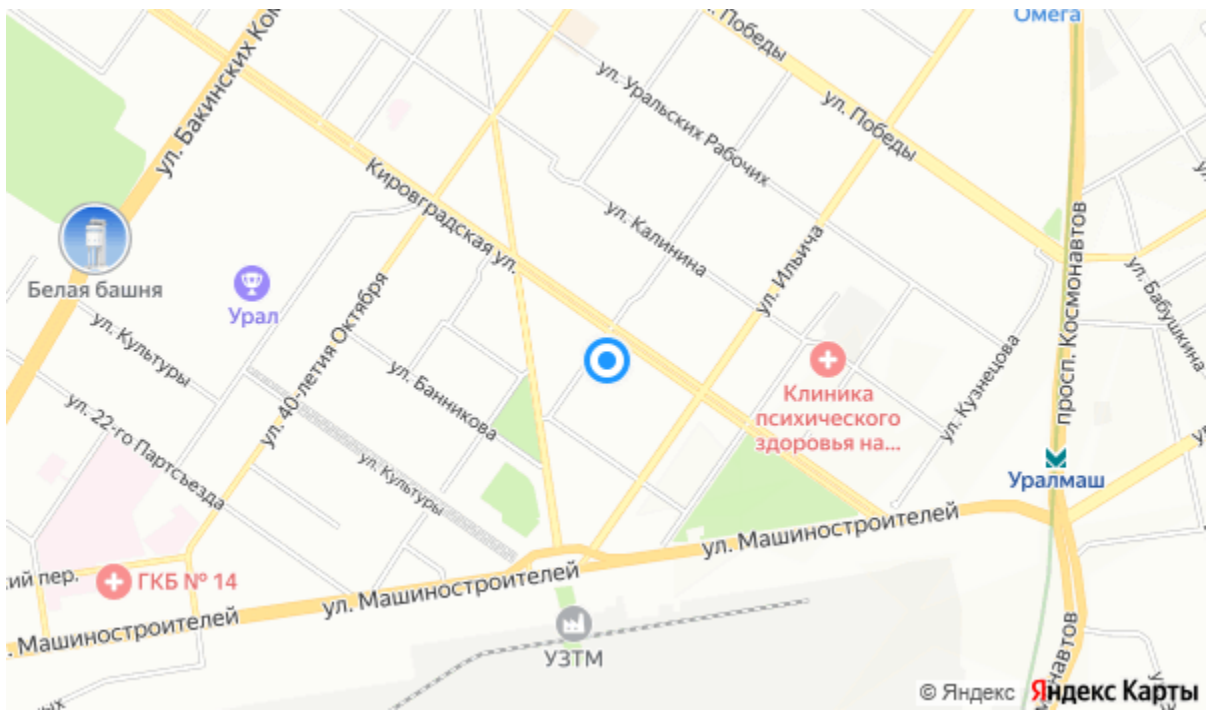 Омега
ул. Бакинских Ком
л. Победы
ул. Уральских Рабочих
ул. Победы
Кировградская ул.
ул. Калинина
ул. Ильича
просп. Космонавтов
ул. Бабушкина
Белая башня
Урал
ул. Культуры
ул. 40-летия Октября
ул. Банникова
ул. Кузнецова
Клиника
психического
здоровья на...
ул. 22-го Партсъезда
ул. Культуры
Уралмаш
ул. Машиностроителей
кий пер.
ГКБ № 14
ул. Машиностроителей
. Машиностроителей
УЗТМ
монавтов
© Яндекс Яндекс Карты